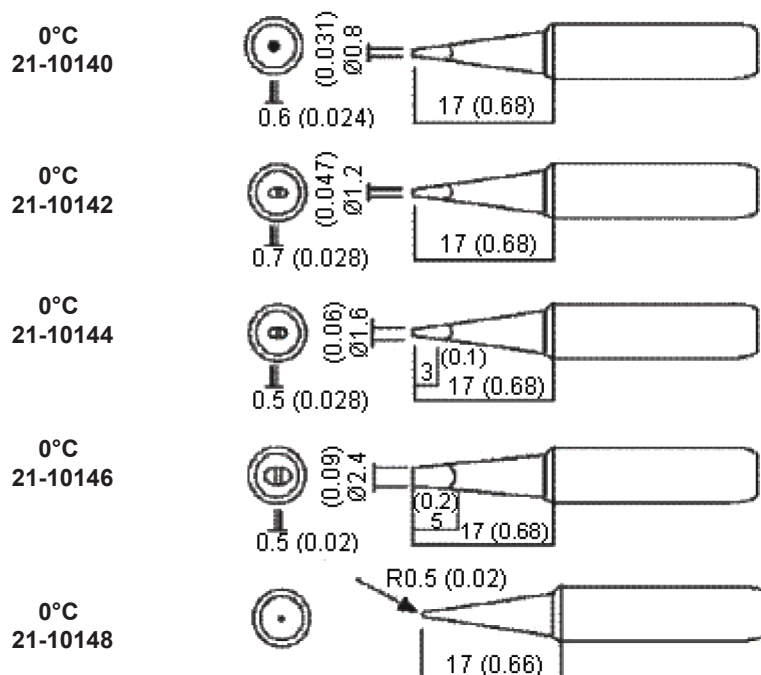 0°C
21-10140
(0.031)
Ø0.8
0.6 (0.024)
17 (0.68)
0°C
21-10142
(0.047)
Ø1.2
0.7 (0.028)
17 (0.68)
0°C
21-10144
(0.06)
Ø1.6
(0.1)
3
17 (0.68)
0.5 (0.028)
0°C
21-10146
(0.09)
Ø2.4
(0.2)
5
17 (0.68)
0.5 (0.02)
R0.5 (0.02)
0°C
21-10148
17 (0.66)